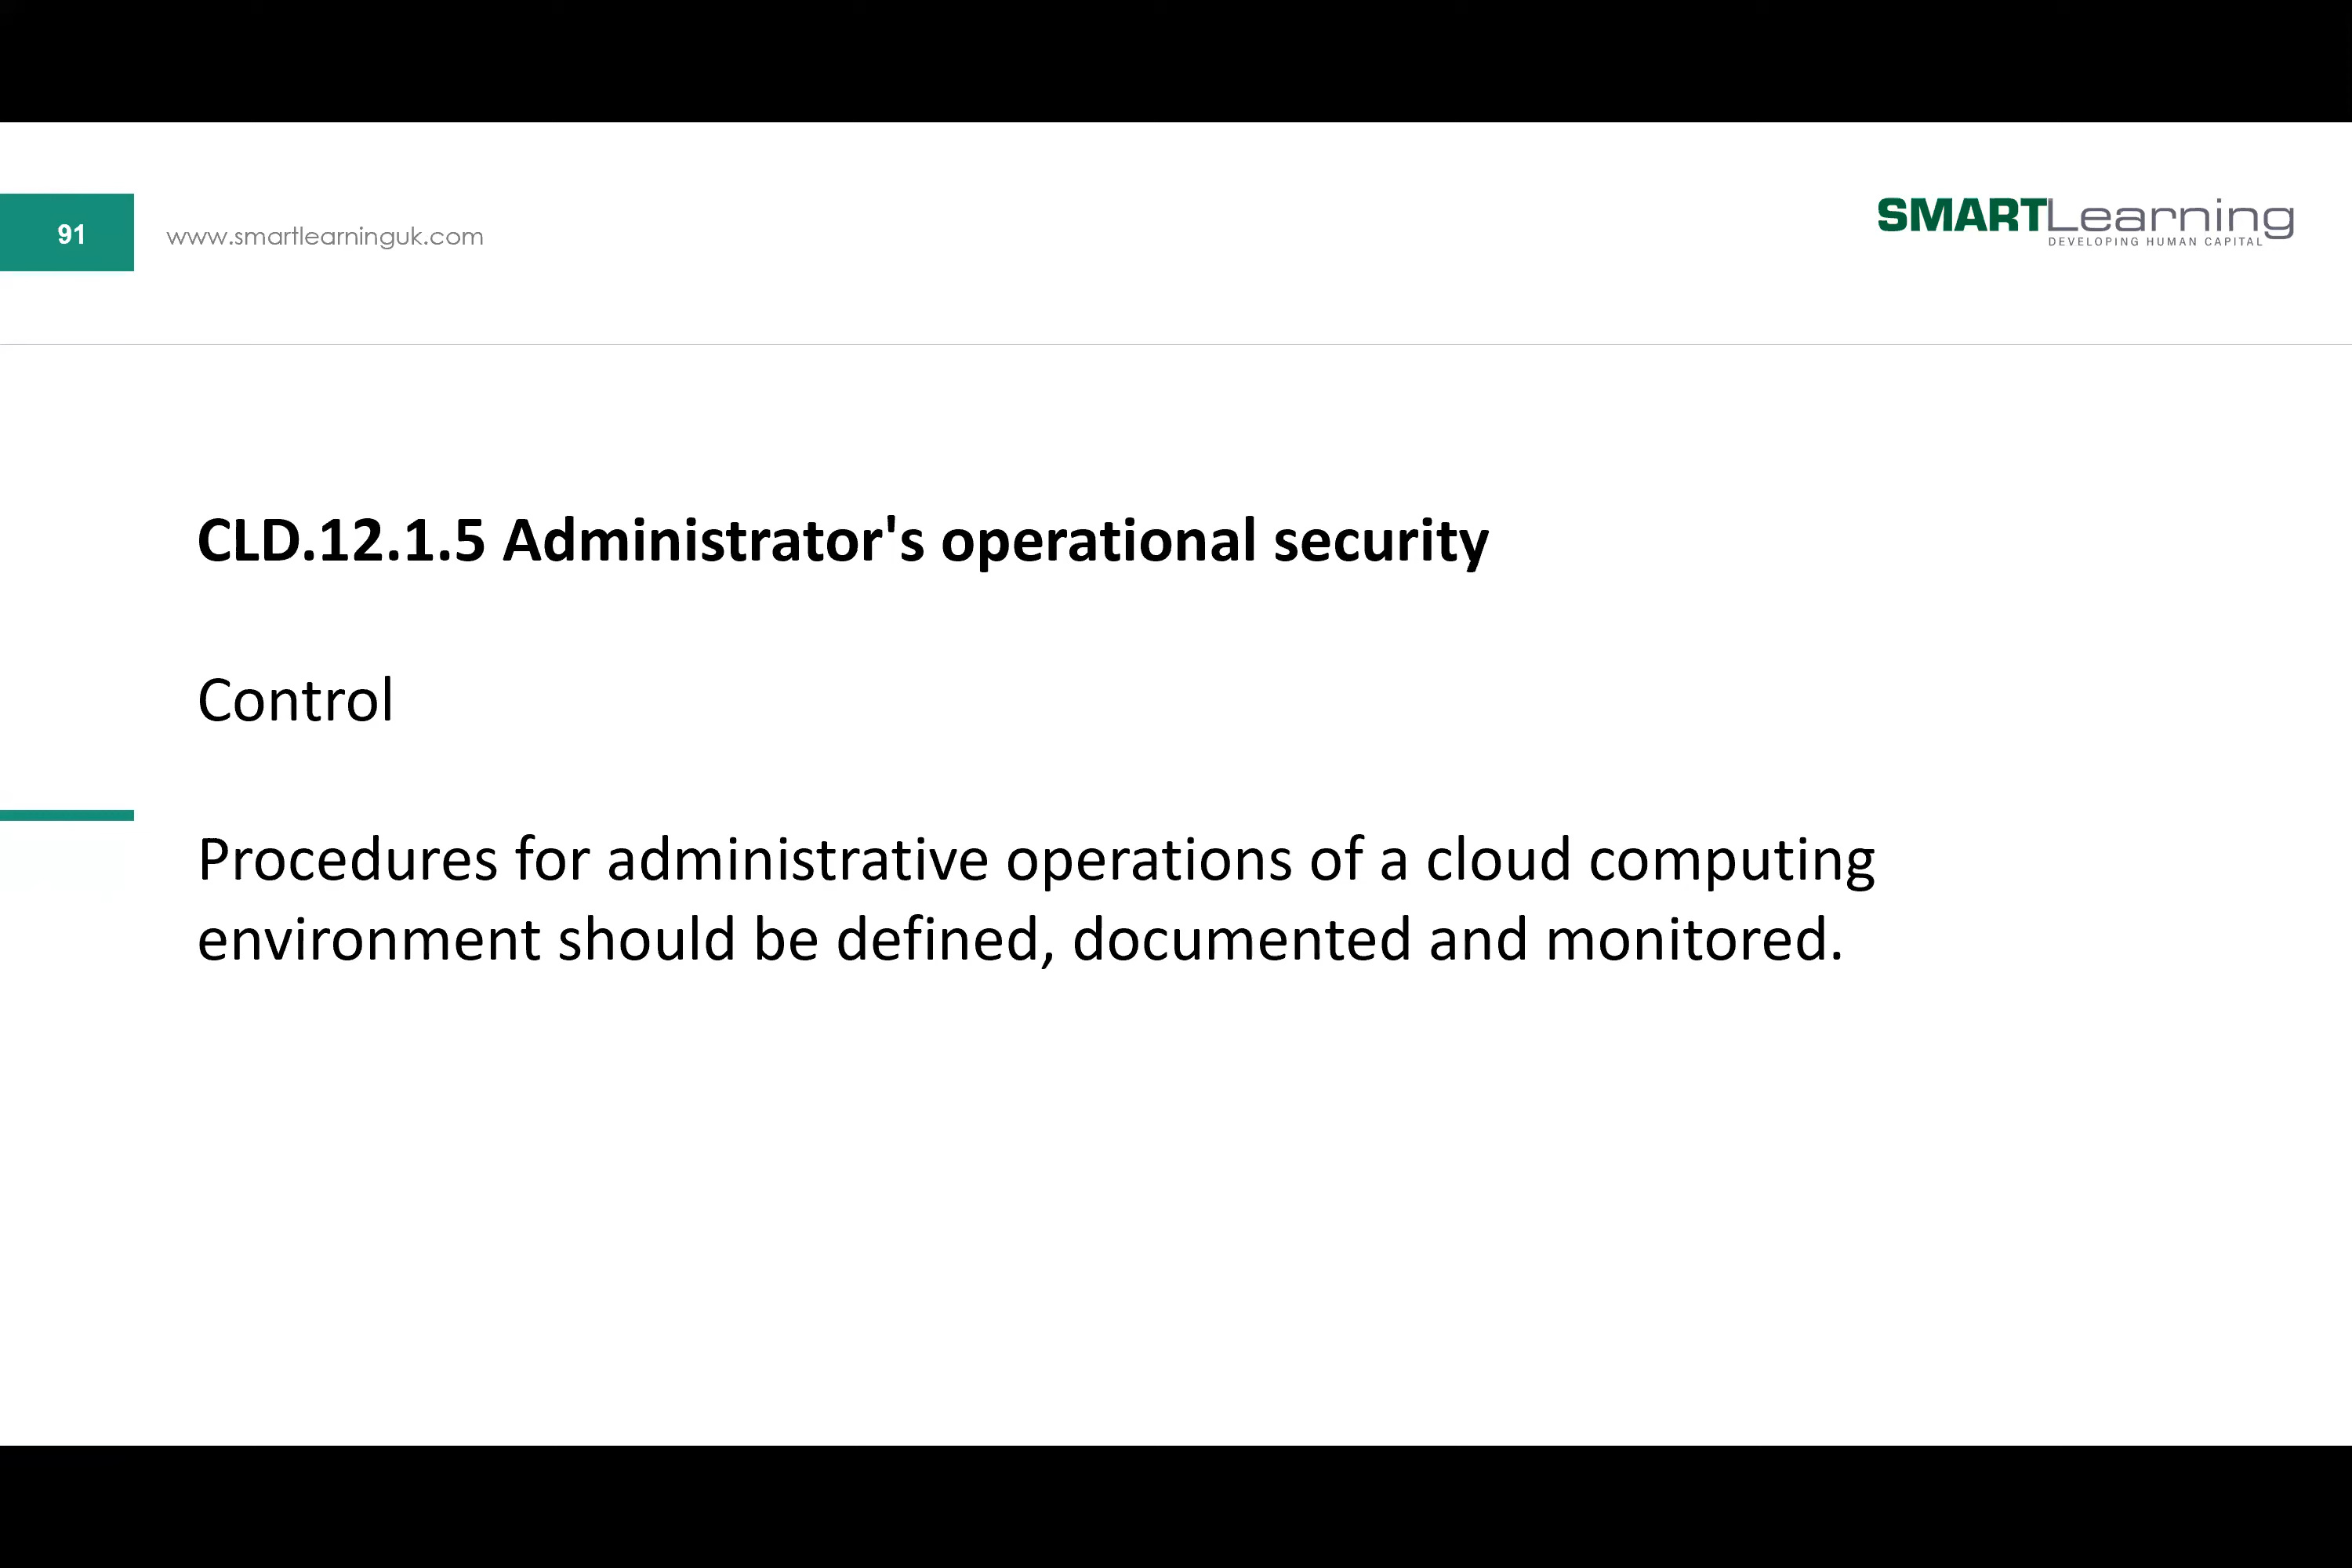 91
www.smartlearninguk.com
SMARTLearning
DEVELOPING HUMAN CAPITAL
CLD.12.1.5 Administrator's operational security
Control
Procedures for administrative operations of a cloud computing
environment should be defined, documented and monitored.